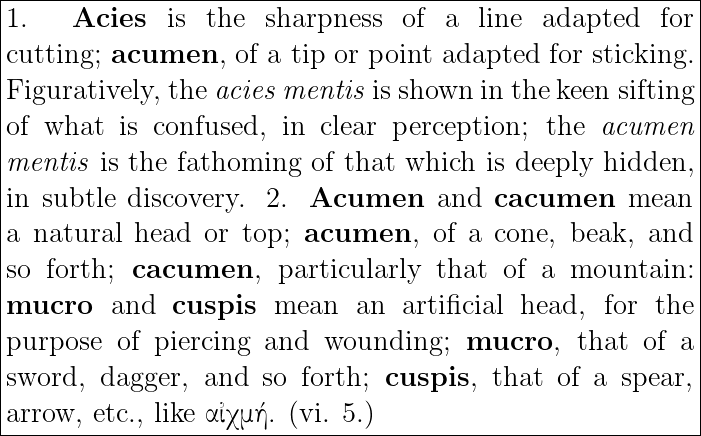 1. Acies is the sharpness of a line adapted for
cutting; acumen, of a tip or point adapted for sticking.
Figuratively, the acies mentis is shown in the keen sifting
of what is confused, in clear perception; the acumen
mentis is the fathoming of that which is deeply hidden,
in subtle discovery. 2. Acumen and cacumen mean
a natural head or top; acumen, of a cone, beak, and
so forth; cacumen, particularly that of a mountain:
mucro and cuspis mean an artificial head, for the
purpose of piercing and wounding; mucro, that of a
sword, dagger, and so forth; cuspis, that of a spear,
arrow, etc., like αἰχμή. (vi. 5.)